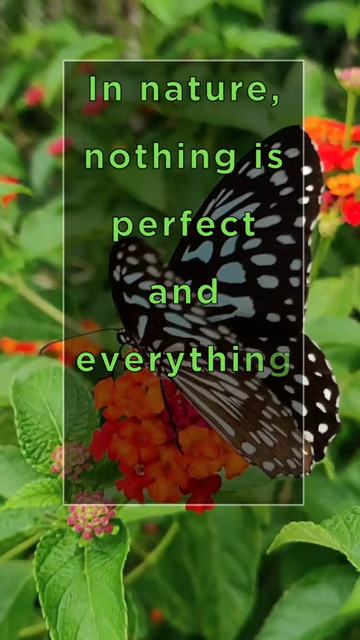 In nature,
nothing is
perfect
and
everything